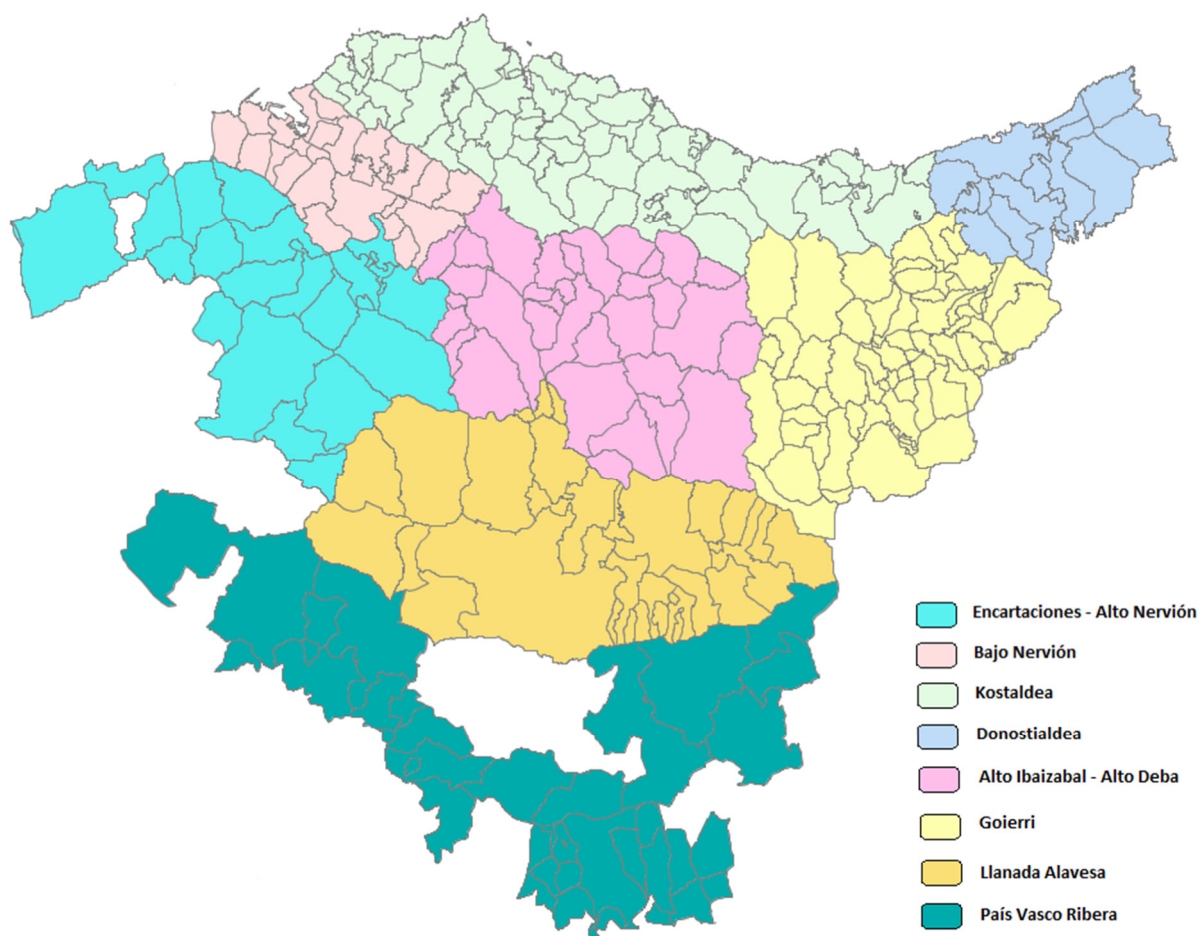 Encartaciones - Alto Nervión
Bajo Nervión
Kostaldea
Donostialdea
Alto Ibaizabal - Alto Deba
Goierri
Llanada Alavesa
País Vasco Ribera